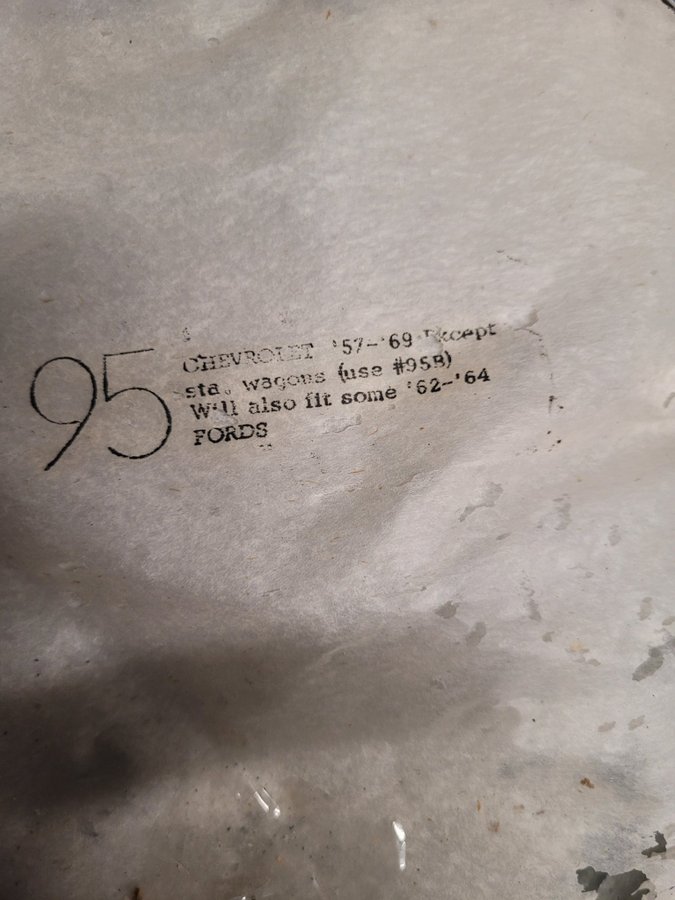 95
CHEVROLET '57-'69 Except
sta. wagons (use #95B)
Will also fit some '62-'64
FORDS